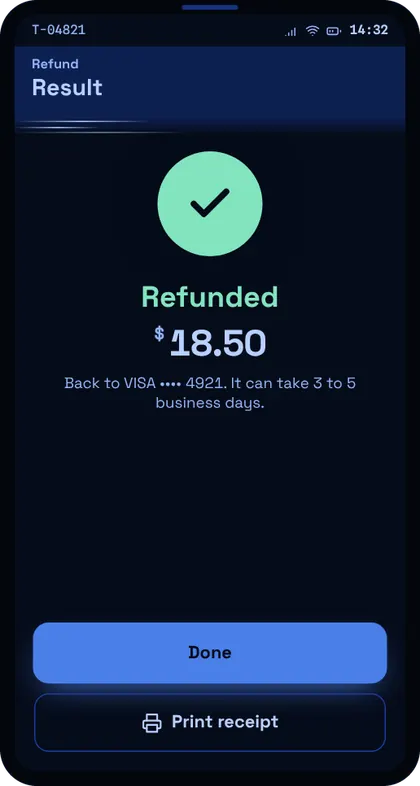 T-04821
14:32
Refund
Result
Refunded
$18.50
Back to VISA •••• 4921. It can take 3 to 5
business days.
Done
Print receipt